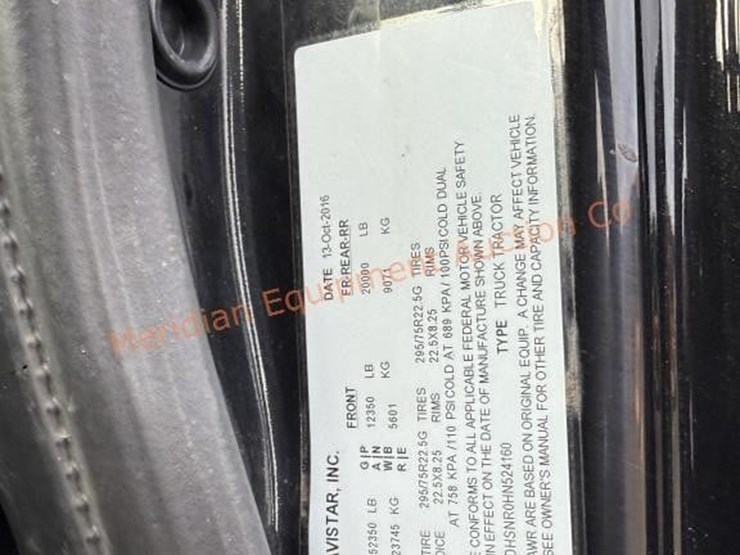 AVISTAR, INC. DATE 13-Oct-2016
FRONT FR-REAR-RR
52350 LB G|P A|N 12350 LB 20000 LB
23745 KG W|B R|E 5601 KG 9071 KG
TIRE 295/75R22.5G TIRES 295/75R22.5G TIRES
22.5X8.25 RIMS 22.5X8.25 RIMS
AT 758 KPA /110 PSI COLD AT 689 KPA/ 100PSI COLD DUAL
CONFORMS TO ALL APPLICABLE FEDERAL MOTOR VEHICLE SAFETY
IN EFFECT ON THE DATE OF MANUFACTURE SHOWN ABOVE.
DHSNR0HN524160 TYPE TRUCK TRACTOR
ARE BASED ON ORIGINAL EQUIP. A CHANGE MAY AFFECT VEHICLE
SEE OWNER'S MANUAL FOR OTHER TIRE AND CAPACITY INFORMATION.
Meridian Equipment Auction Co